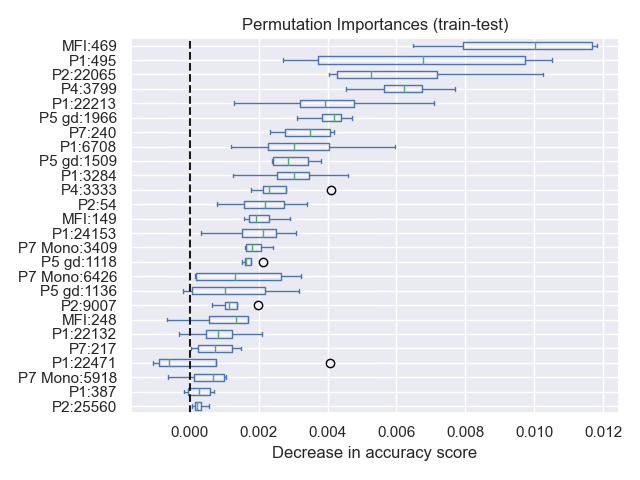 Permutation Importances (train-test)
MFI:469
P1:495
P2:22065
P4:3799
P1:22213
P5 gd:1966
P7:240
P1:6708
P5 gd:1509
P1:3284
P4:3333
P2:54
MFI:149
P1:24153
P7 Mono:3409
P5 gd:1118
P7 Mono:6426
P5 gd:1136
P2:9007
MFI:248
P1:22132
P7:217
P1:22471
P7 Mono:5918
P1:387
P2:25560
0.000 0.002 0.004 0.006 0.008 0.010 0.012
Decrease in accuracy score